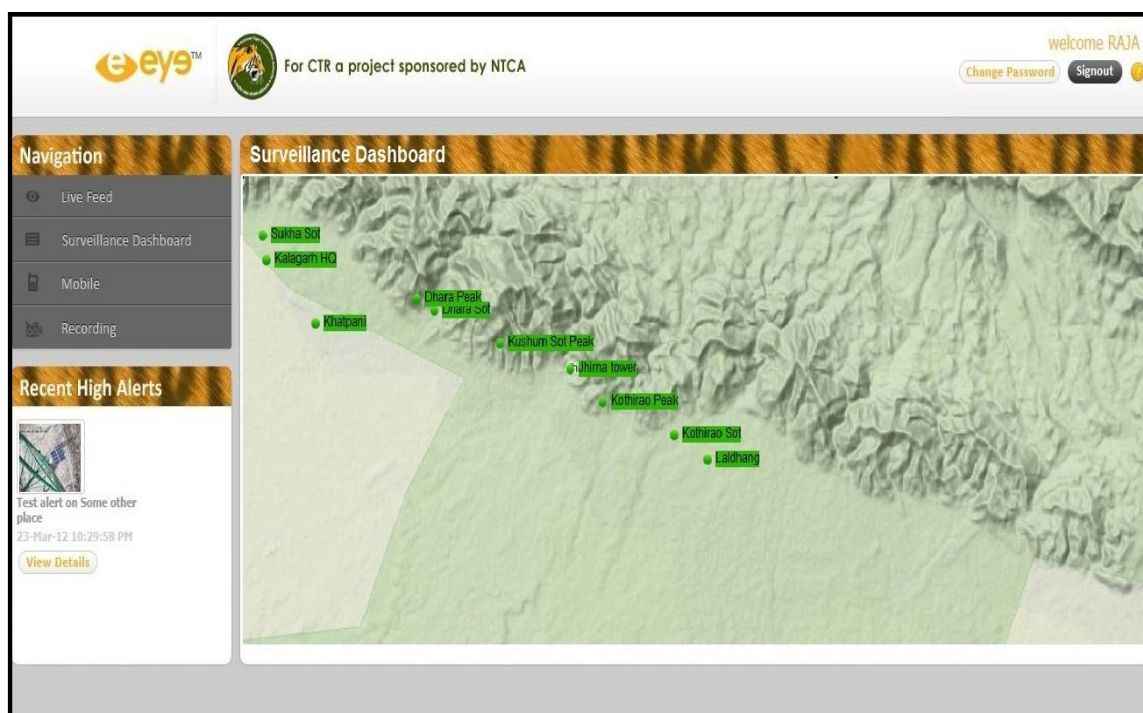 eeye™
For CTR a project sponsored by NTCA
welcome RAJA
Change Password
Signout
Navigation
Live Feed
Surveillance Dashboard
Mobile
Recording
Recent High Alerts
Test alert on Some other
place
23-Mar-12 10:29:58 PM
View Details
Surveillance Dashboard
Sukha Sot
Kalagarh HQ
Dhara Peak
Dhara Sot
Khatpani
Kushum Sot Peak
Jhirna tower
Kothirao Peak
Kothirao Sot
Laldhang